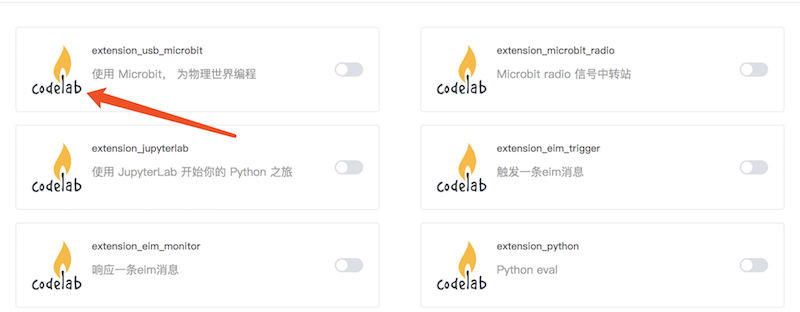 extension_usb_microbit
使用 Microbit， 为物理世界编程
codelab
extension_microbit_radio
Microbit radio 信号中转站
codelab
extension_jupyterlab
使用 JupyterLab 开始你的 Python 之旅
codelab
extension_eim_trigger
触发一条eim消息
codelab
extension_eim_monitor
响应一条eim消息
codelab
extension_python
Python eval
codelab